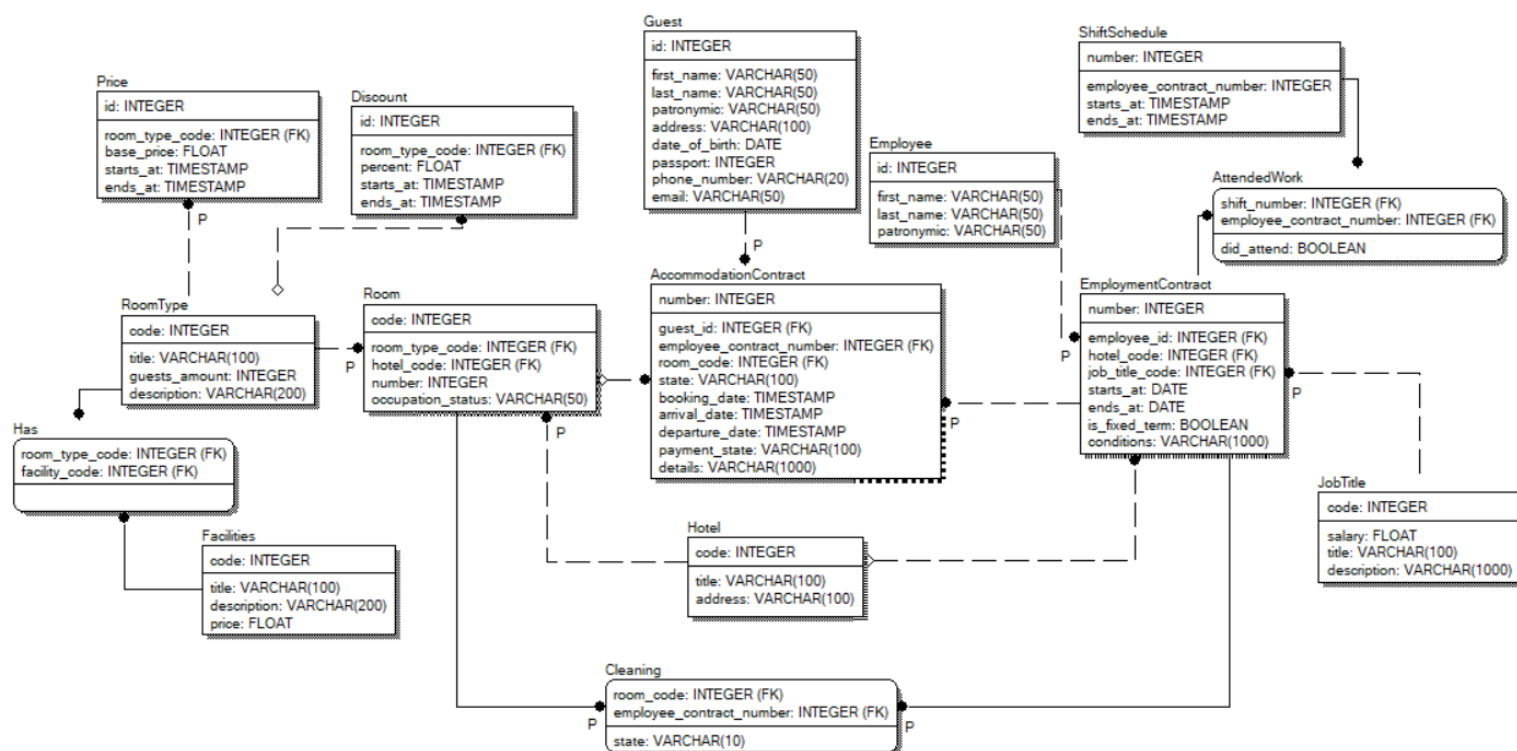 Price
id: INTEGER
room_type_code: INTEGER (FK)
base_price: FLOAT
starts_at: TIMESTAMP
ends_at: TIMESTAMP
P
Discount
id: INTEGER
room_type_code: INTEGER (FK)
percent: FLOAT
starts_at: TIMESTAMP
ends_at: TIMESTAMP
Guest
id: INTEGER
first_name: VARCHAR(50)
last_name: VARCHAR(50)
patronymic: VARCHAR(50)
address: VARCHAR(100)
date_of_birth: DATE
passport: INTEGER
phone_number: VARCHAR(20)
email: VARCHAR(50)
P
Employee
id: INTEGER
first_name: VARCHAR(50)
last_name: VARCHAR(50)
patronymic: VARCHAR(50)
ShiftSchedule
number: INTEGER
employee_contract_number: INTEGER
starts_at: TIMESTAMP
ends_at: TIMESTAMP
AttendedWork
shift_number: INTEGER (FK)
employee_contract_number: INTEGER (FK)
did_attend: BOOLEAN
RoomType
code: INTEGER
title: VARCHAR(100)
guests_amount: INTEGER
description: VARCHAR(200)
P
Room
code: INTEGER
room_type_code: INTEGER (FK)
hotel_code: INTEGER (FK)
number: INTEGER
occupation_status: VARCHAR(50)
P
AccommodationContract
number: INTEGER
guest_id: INTEGER (FK)
employee_contract_number: INTEGER (FK)
room_code: INTEGER (FK)
state: VARCHAR(100)
booking_date: TIMESTAMP
arrival_date: TIMESTAMP
departure_date: TIMESTAMP
payment_state: VARCHAR(100)
details: VARCHAR(1000)
P
P
EmploymentContract
number: INTEGER
employee_id: INTEGER (FK)
hotel_code: INTEGER (FK)
job_title_code: INTEGER (FK)
starts_at: DATE
ends_at: DATE
is_fixed_term: BOOLEAN
conditions: VARCHAR(1000)
P
Has
room_type_code: INTEGER (FK)
facility_code: INTEGER (FK)
Facilities
code: INTEGER
title: VARCHAR(100)
description: VARCHAR(200)
price: FLOAT
Hotel
code: INTEGER
title: VARCHAR(100)
address: VARCHAR(100)
JobTitle
code: INTEGER
salary: FLOAT
title: VARCHAR(100)
description: VARCHAR(1000)
Cleaning
room_code: INTEGER (FK)
employee_contract_number: INTEGER (FK)
state: VARCHAR(10)
P
P